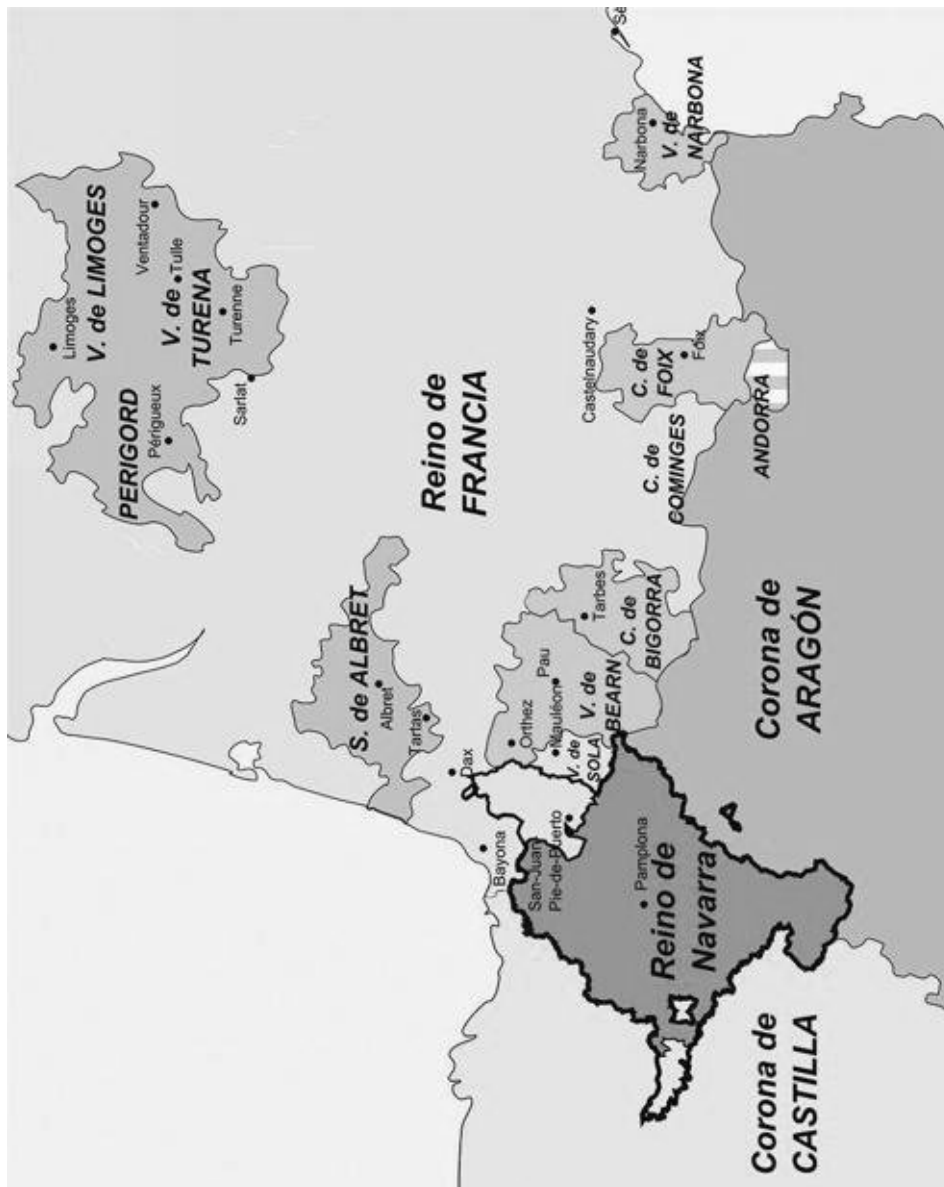 Limoges
V. de LIMOGES
Ventadour
V. de
Tulle
TURENA
Turenne
PERIGORD
Périgueux
Sarlat
Reino de
FRANCIA
S. de ALBRET
Albret
Tartas
Dax
Bayona
Orthez
Pau
Mauléon
V. de
BEARN
V. de
SOLA
Tarbes
C. de
BIGORRA
C. de
COMINGES
Castelnaudary
C. de
FOIX
Foix
ANDORRA
Narbona
V. de
NARBONA
Sè
San-Juan
Pie-de-Puerto
Pamplona
Reino de
Navarra
Corona de
ARAGÓN
Corona de
CASTILLA